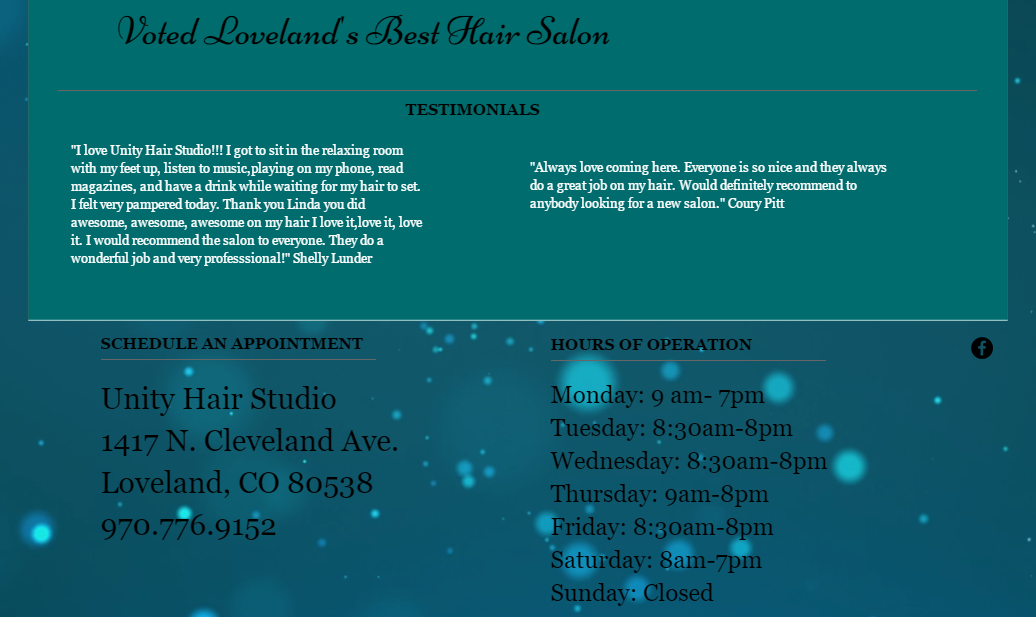 Voted Loveland's Best Hair Salon
TESTIMONIALS
"I love Unity Hair Studio!!! I got to sit in the relaxing room
with my feet up, listen to music,playing on my phone, read
magazines, and have a drink while waiting for my hair to set.
I felt very pampered today. Thank you Linda you did
awesome, awesome, awesome on my hair I love it,love it, love
it. I would recommend the salon to everyone. They do a
wonderful job and very professsional!" Shelly Lunder
"Always love coming here. Everyone is so nice and they always
do a great job on my hair. Would definitely recommend to
anybody looking for a new salon." Coury Pitt
SCHEDULE AN APPOINTMENT
Unity Hair Studio
1417 N. Cleveland Ave.
Loveland, CO 80538
970.776.9152
HOURS OF OPERATION
Monday: 9 am- 7pm
Tuesday: 8:30am-8pm
Wednesday: 8:30am-8pm
Thursday: 9am-8pm
Friday: 8:30am-8pm
Saturday: 8am-7pm
Sunday: Closed